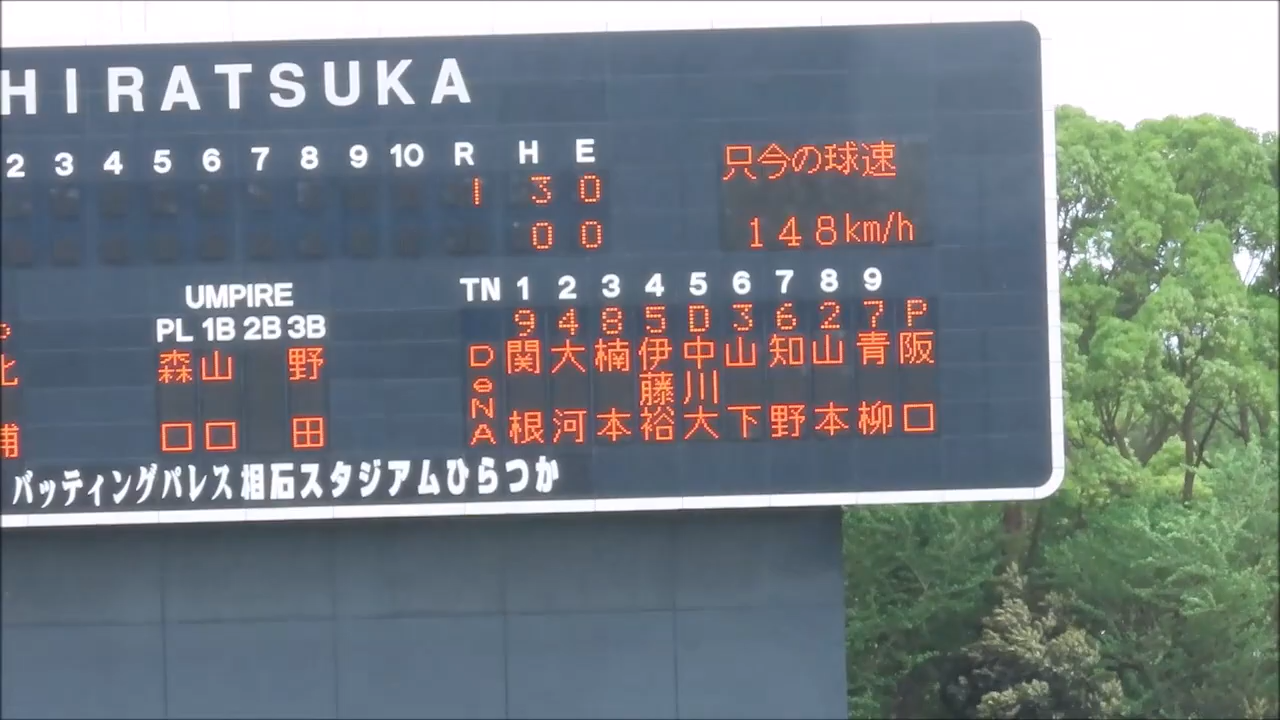 HIRATSUKA
2 3 4 5 6 7 8 9 10 R H E
1 3 0
0 0
只今の球速
148km/h
UMPIRE
PL 1B 2B 3B
森口 山口 野田
TN 1 2 3 4 5 6 7 8 9
9 4 8 5 D 3 6 2 7 P
DeNA 関根 大河 楠本 伊藤裕 中川大 山下 知野 山本 青柳 阪口
バッティングパレス相石スタジアムひらつか